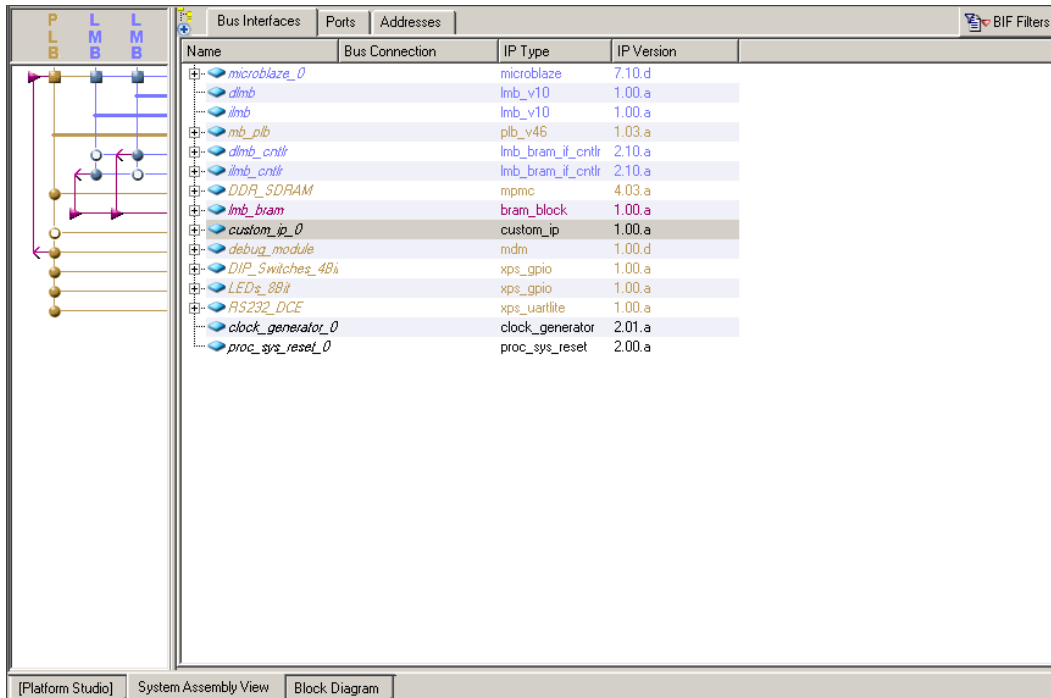 PLB LMB LMB
Bus Interfaces Ports Addresses BIF Filters
Name Bus Connection IP Type IP Version
microblaze_0 microblaze 7.10.d
dlmb lmb_v10 1.00.a
ilmb lmb_v10 1.00.a
mb_plb plb_v46 1.03.a
dlmb_cntlr lmb_bram_if_cntlr 2.10.a
ilmb_cntlr lmb_bram_if_cntlr 2.10.a
DDR_SDRAM mpmc 4.03.a
lmb_bram bram_block 1.00.a
custom_ip_0 custom_ip 1.00.a
debug_module mdm 1.00.d
DIP_Switches_4Bi xps_gpio 1.00.a
LEDs_8Bit xps_gpio 1.00.a
RS232_DCE xps_uartlite 1.00.a
clock_generator_0 clock_generator 2.01.a
proc_sys_reset_0 proc_sys_reset 2.00.a
[Platform Studio] System Assembly View Block Diagram